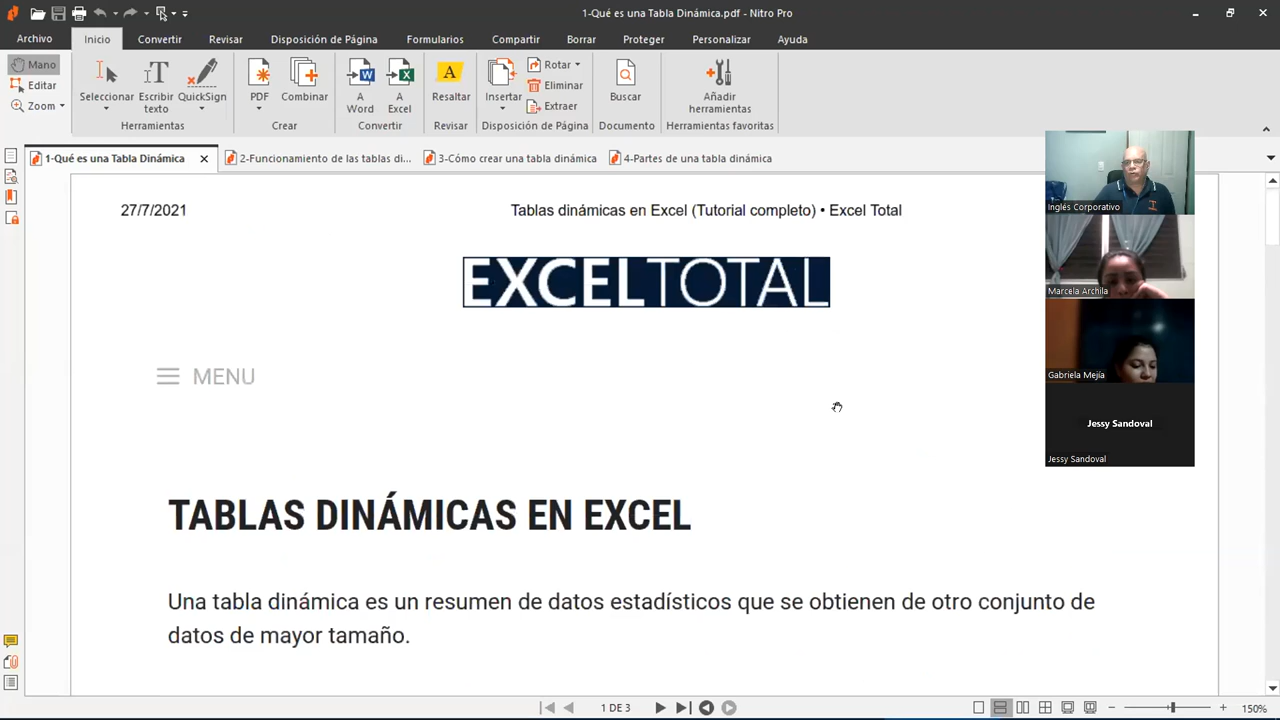 1-Qué es una Tabla Dinámica.pdf - Nitro Pro
Archivo Inicio Convertir Revisar Disposición de Página Formularios Compartir Borrar Proteger Personalizar Ayuda
Mano
Editar
Zoom
Seleccionar
Escribir texto
QuickSign
Herramientas
PDF
Combinar
Crear
A Word
A Excel
Convertir
A
Resaltar
Revisar
Insertar
Rotar
Eliminar
Extraer
Disposición de Página
Buscar
Documento
Añadir herramientas
Herramientas favoritas
1-Qué es una Tabla Dinámica
2-Funcionamiento de las tablas di...
3-Cómo crear una tabla dinámica
4-Partes de una tabla dinámica
27/7/2021
Tablas dinámicas en Excel (Tutorial completo) • Excel Total
EXCELTOTAL
MENU
TABLAS DINÁMICAS EN EXCEL
Una tabla dinámica es un resumen de datos estadísticos que se obtienen de otro conjunto de
datos de mayor tamaño.
Inglés Corporativo
Marcela Archila
Gabriela Mejía
Jessy Sandoval
Jessy Sandoval
1 DE 3
150%